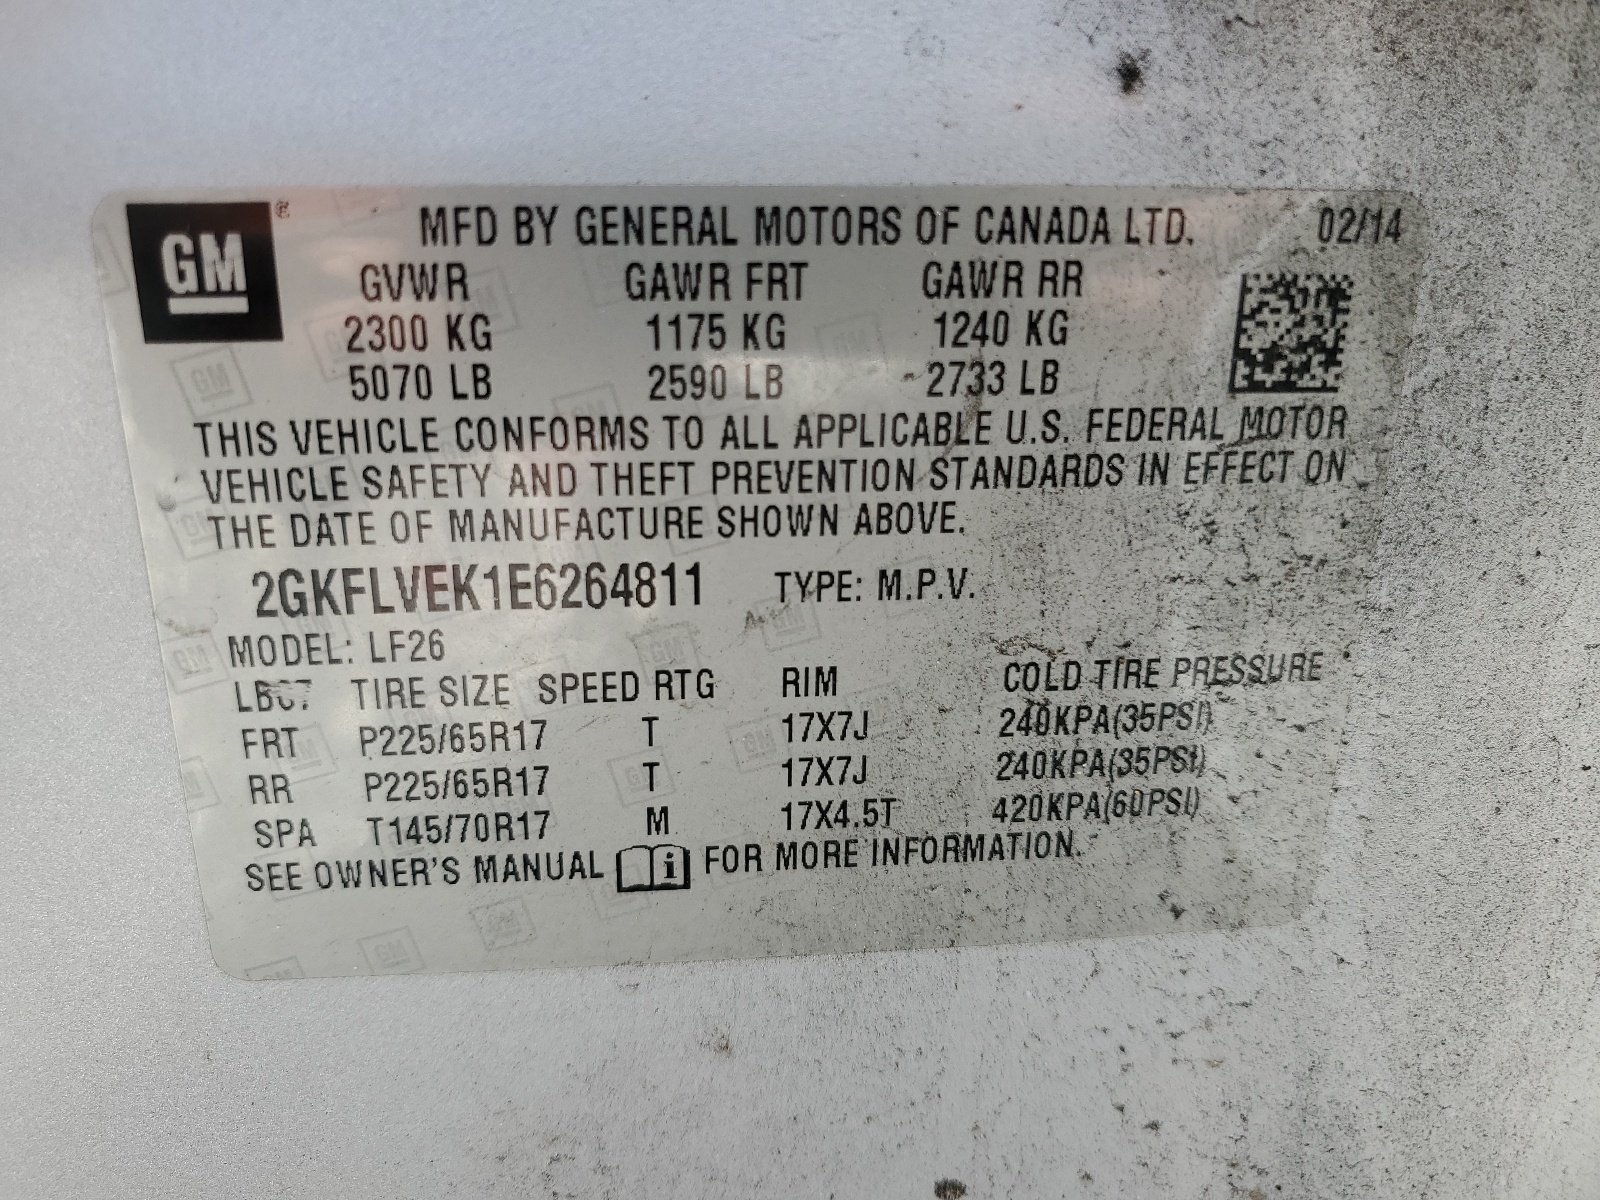 GM ® MFD BY GENERAL MOTORS OF CANADA LTD. 02/14
GVWR GAWR FRT GAWR RR
2300 KG 1175 KG 1240 KG
5070 LB 2590 LB 2733 LB
THIS VEHICLE CONFORMS TO ALL APPLICABLE U.S. FEDERAL MOTOR
VEHICLE SAFETY AND THEFT PREVENTION STANDARDS IN EFFECT ON
THE DATE OF MANUFACTURE SHOWN ABOVE.
2GKFLVEK1E6264811 TYPE: M.P.V.
MODEL: LF26
TIRE SIZE SPEED RTG RIM COLD TIRE PRESSURE
FRT P225/65R17 T 17X7J 240KPA(35PSI)
RR P225/65R17 T 17X7J 240KPA(35PSI)
SPA T145/70R17 M 17X4.5T 420KPA(60PSI)
SEE OWNER'S MANUAL i FOR MORE INFORMATION.